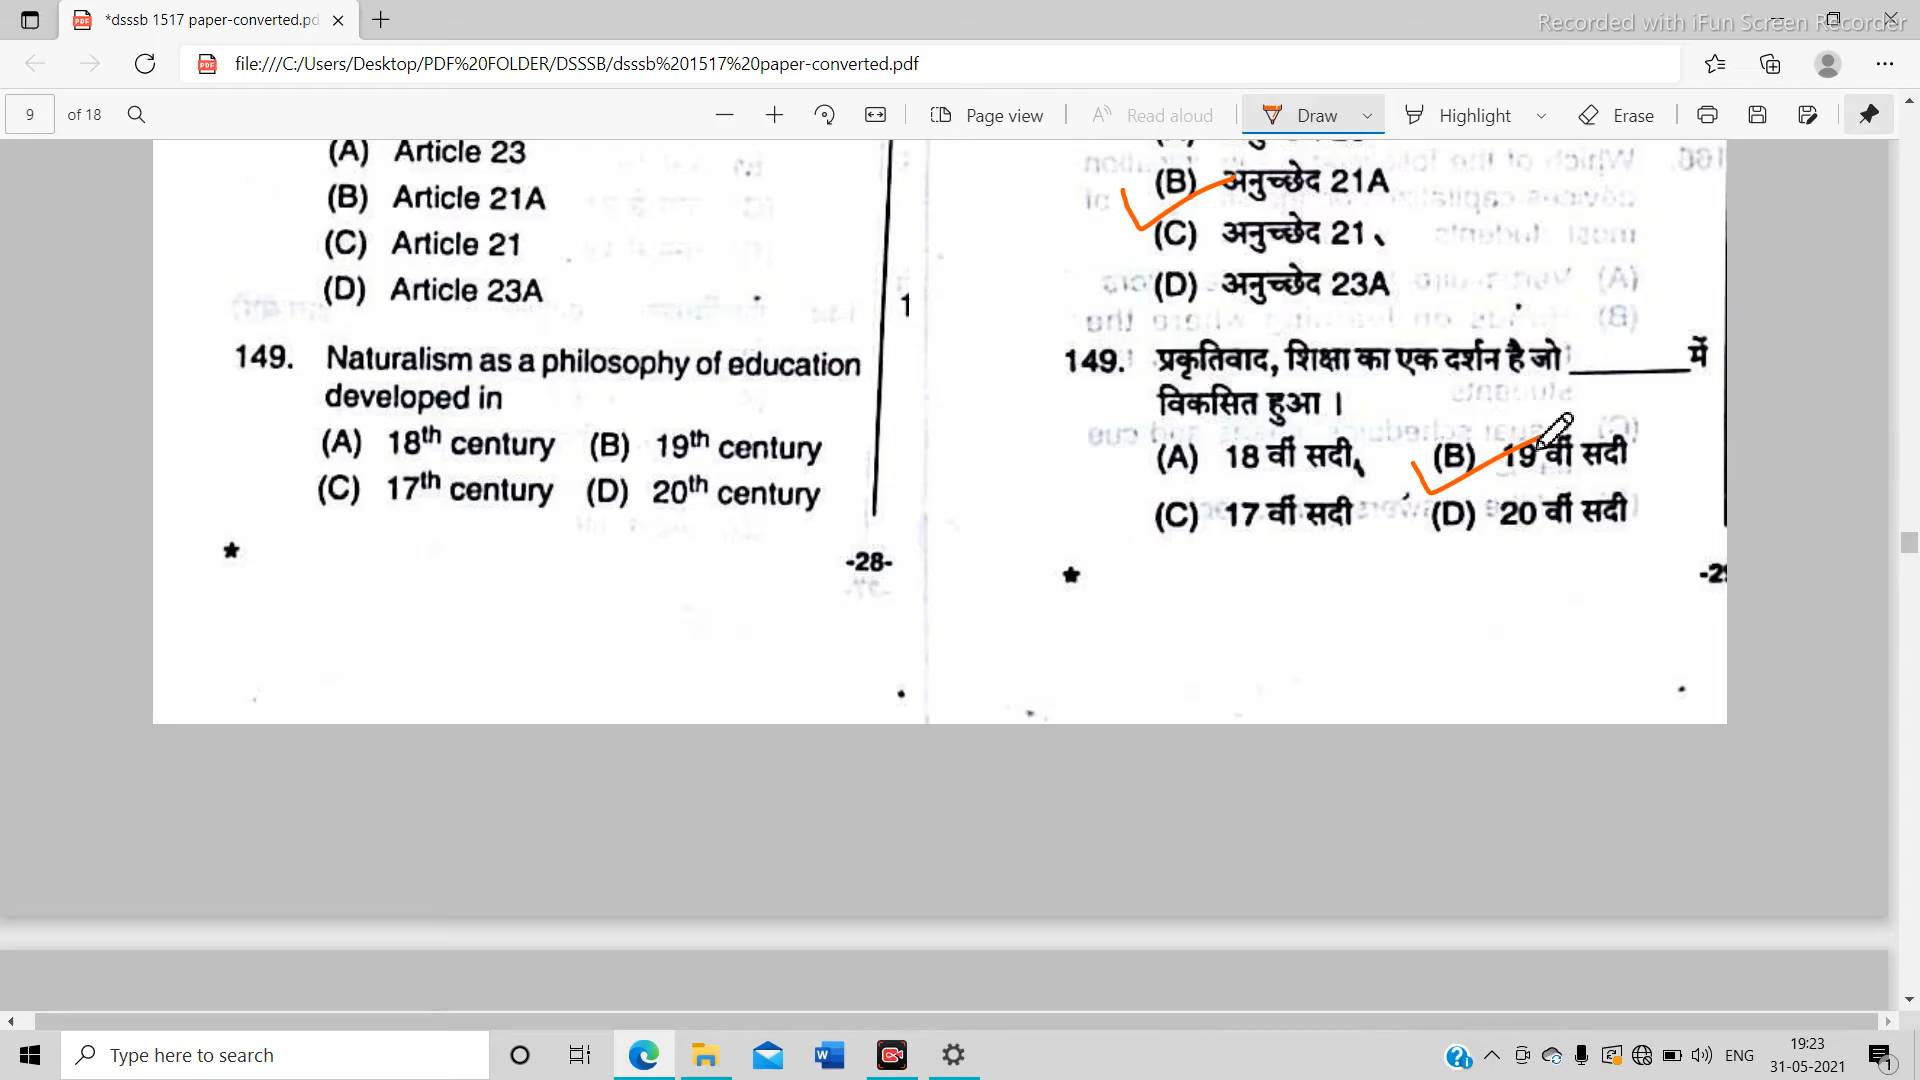 *dsssb 1517 paper-converted.pd
Recorded with iFun Screen Recorder
file:///C:/Users/Desktop/PDF%20FOLDER/DSSSB/dsssb%201517%20paper-converted.pdf
9 of 18
Page view
Read aloud
Draw
Highlight
Erase
(A) Article 23
(B) Article 21A
(C) Article 21
(D) Article 23A
1
149. Naturalism as a philosophy of education
developed in
(A) 18th century (B) 19th century
(C) 17th century (D) 20th century
-28-
(B) अनुच्छेद 21A
(C) अनुच्छेद 21
(D) अनुच्छेद 23A
149. प्रकृतिवाद, शिक्षा का एक दर्शन है जो ________ में
विकसित हुआ ।
(A) 18 वीं सदी (B) 19 वीं सदी
(C) 17 वीं सदी (D) 20 वीं सदी
Type here to search
ENG
19:23
31-05-2021
1